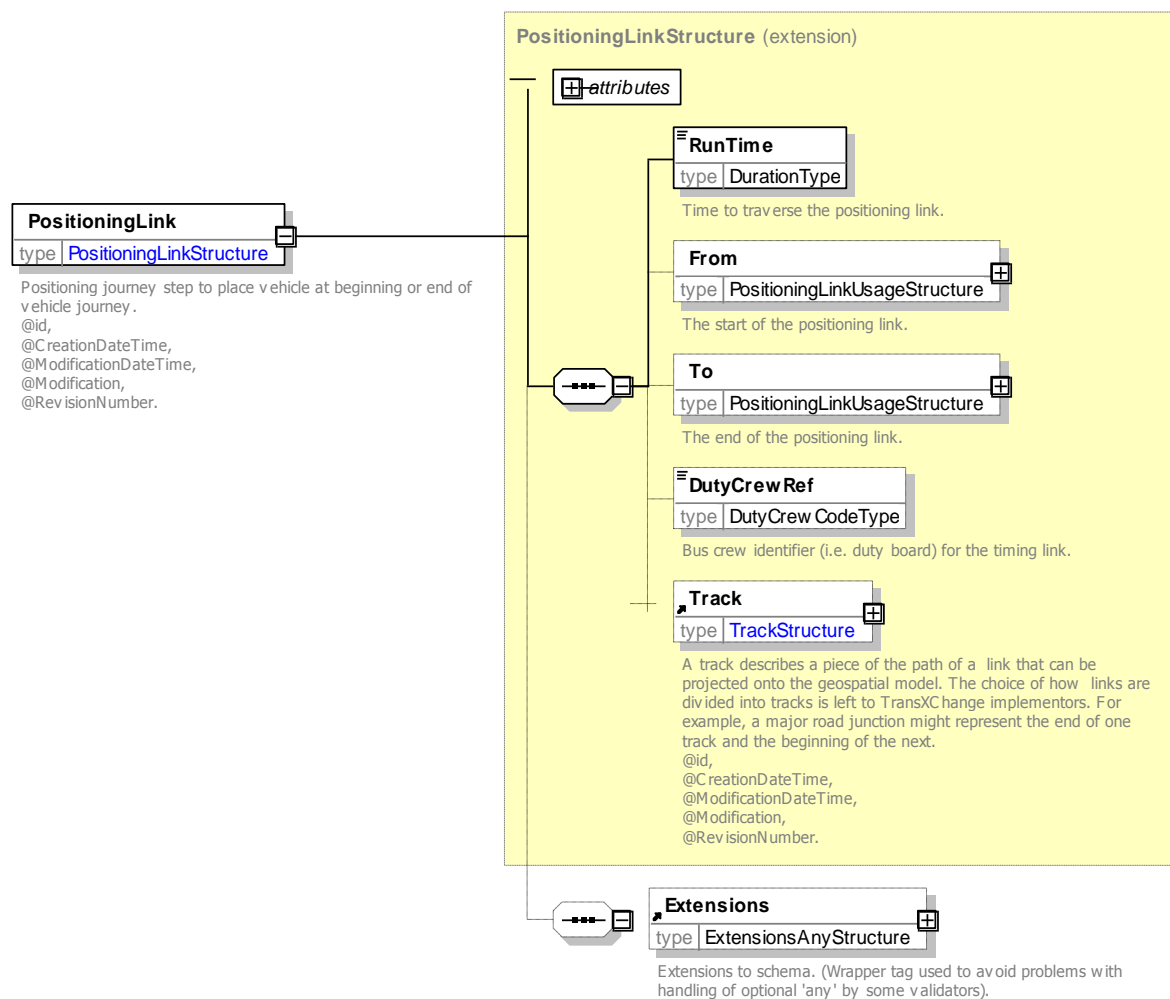 PositioningLinkStructure (extension)
attributes
RunTime
type DurationType
Time to traverse the positioning link.
PositioningLink
type PositioningLinkStructure
Positioning journey step to place vehicle at beginning or end of
vehicle journey.
@id,
@CreationDateTime,
@ModificationDateTime,
@Modification,
@RevisionNumber.
From
type PositioningLinkUsageStructure
The start of the positioning link.
To
type PositioningLinkUsageStructure
The end of the positioning link.
DutyCrewRef
type DutyCrewCodeType
Bus crew identifier (i.e. duty board) for the timing link.
Track
type TrackStructure
A track describes a piece of the path of a link that can be
projected onto the geospatial model. The choice of how links are
divided into tracks is left to TransXChange implementors. For
example, a major road junction might represent the end of one
track and the beginning of the next.
@id,
@CreationDateTime,
@ModificationDateTime,
@Modification,
@RevisionNumber.
Extensions
type ExtensionsAnyStructure
Extensions to schema. (Wrapper tag used to avoid problems with
handling of optional 'any' by some validators).